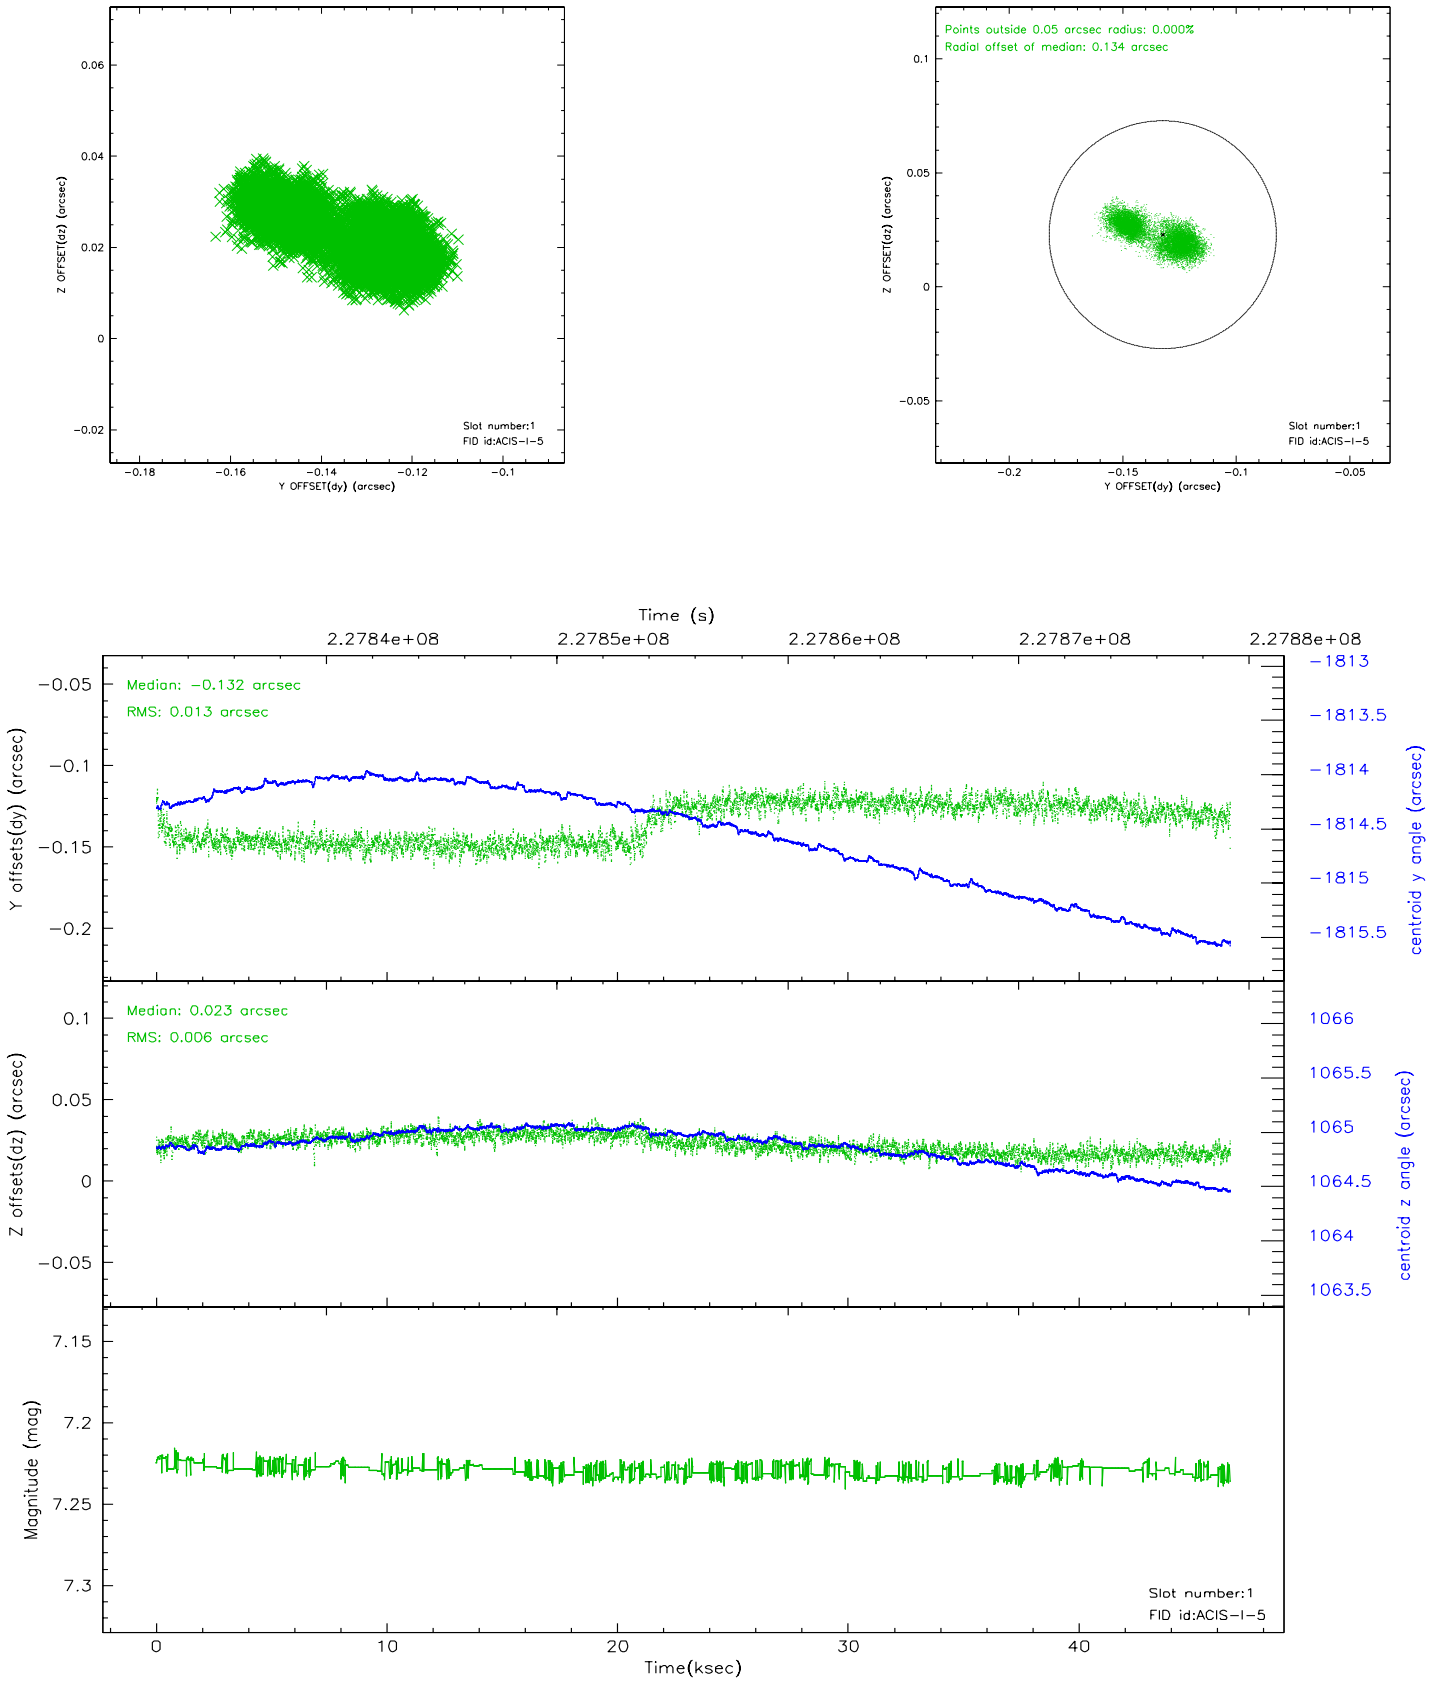 0.06
0.04
0.02
0
-0.02
Z OFFSET(dz) (arcsec)
Slot number:1
FID id:ACIS-I-5
-0.18 -0.16 -0.14 -0.12 -0.1
Y OFFSET(dy) (arcsec)
Points outside 0.05 arcsec radius: 0.000%
Radial offset of median: 0.134 arcsec
0.1
0.05
0
-0.05
Z OFFSET(dz) (arcsec)
Slot number:1
FID id:ACIS-I-5
-0.2 -0.15 -0.1 -0.05
Y OFFSET(dy) (arcsec)
Time (s)
2.2784e+08 2.2785e+08 2.2786e+08 2.2787e+08 2.2788e+08
Median: -0.132 arcsec
RMS: 0.013 arcsec
-0.05
-0.1
-0.15
-0.2
Y offsets(dy) (arcsec)
-1813
-1813.5
-1814
-1814.5
-1815
-1815.5
centroid y angle (arcsec)
Median: 0.023 arcsec
RMS: 0.006 arcsec
0.1
0.05
0
-0.05
Z offsets(dz) (arcsec)
1066
1065.5
1065
1064.5
1064
1063.5
centroid z angle (arcsec)
7.15
7.2
7.25
7.3
Magnitude (mag)
Slot number:1
FID id:ACIS-I-5
0 10 20 30 40
Time(ksec)